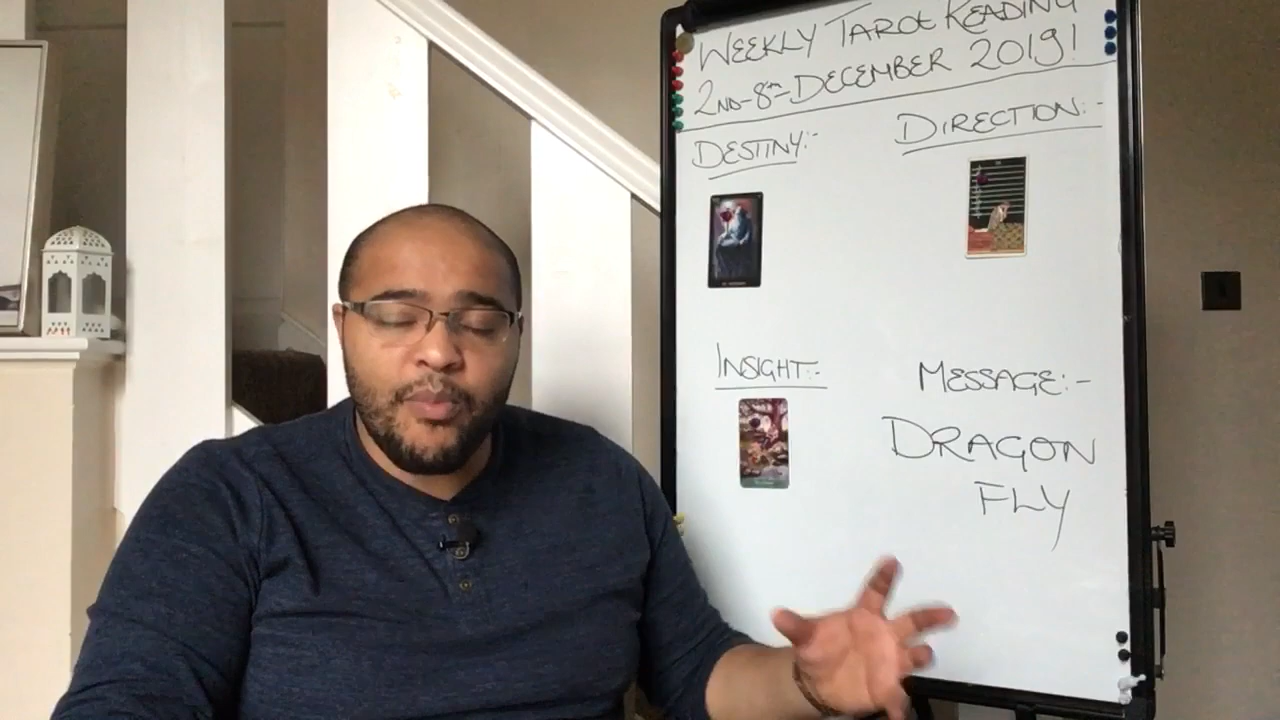 WEEKLY TAROT READING
2ND-8TH-DECEMBER 2019!
DESTINY:-
DIRECTION:-
INSIGHT:-
MESSAGE:-
DRAGON
FLY